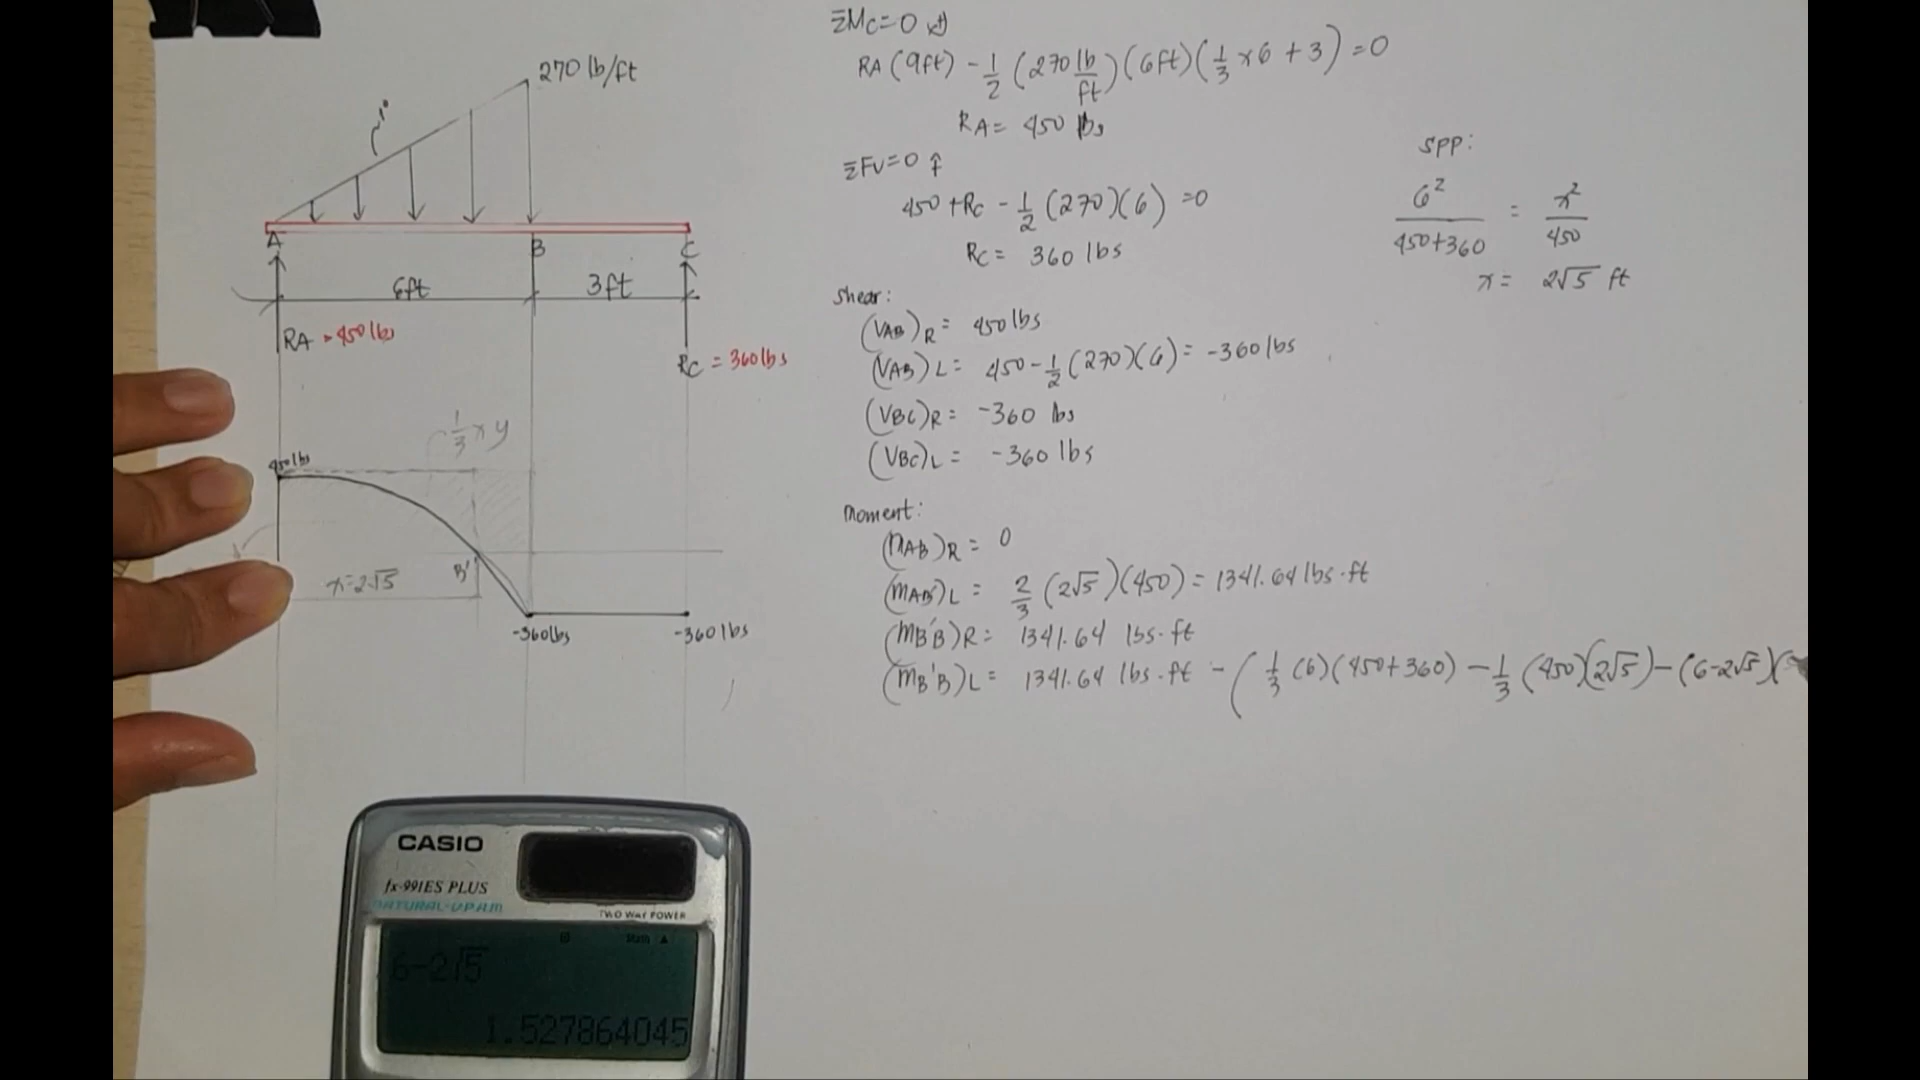 270 lb/ft
1°
A
B
C
6ft
3ft
RA = 450 lbs
RC = 360 lbs
1/3 xy
450 lbs
x=2√5
B'
-360lbs
-360 lbs
ΣMC=0
RA (9ft) - 1/2 (270 lb/ft) (6ft) (1/3 x 6 + 3) = 0
RA = 450 lbs
ΣFv=0 ↑
450 + RC - 1/2 (270)(6) = 0
RC = 360 lbs
SPP:
6²/450+360 = x²/450
x = 2√5 ft
Shear:
(VAB)R = 450 lbs
(VAB)L = 450 - 1/2 (270)(6) = -360 lbs
(VBC)R = -360 lbs
(VBC)L = -360 lbs
Moment:
(MAB')R = 0
(MAB')L = 2/3 (2√5)(450) = 1341.64 lbs·ft
(MB'B)R = 1341.64 lbs·ft
(MB'B)L = 1341.64 lbs·ft - (1/3 (6)(450+360) - 1/3 (450)(2√5) - (6-2√5)(
CASIO
fx-991ES PLUS
NATURAL-V.P.A.M.
TWO WAY POWER
D Math ▲
6-2√5
1.527864045